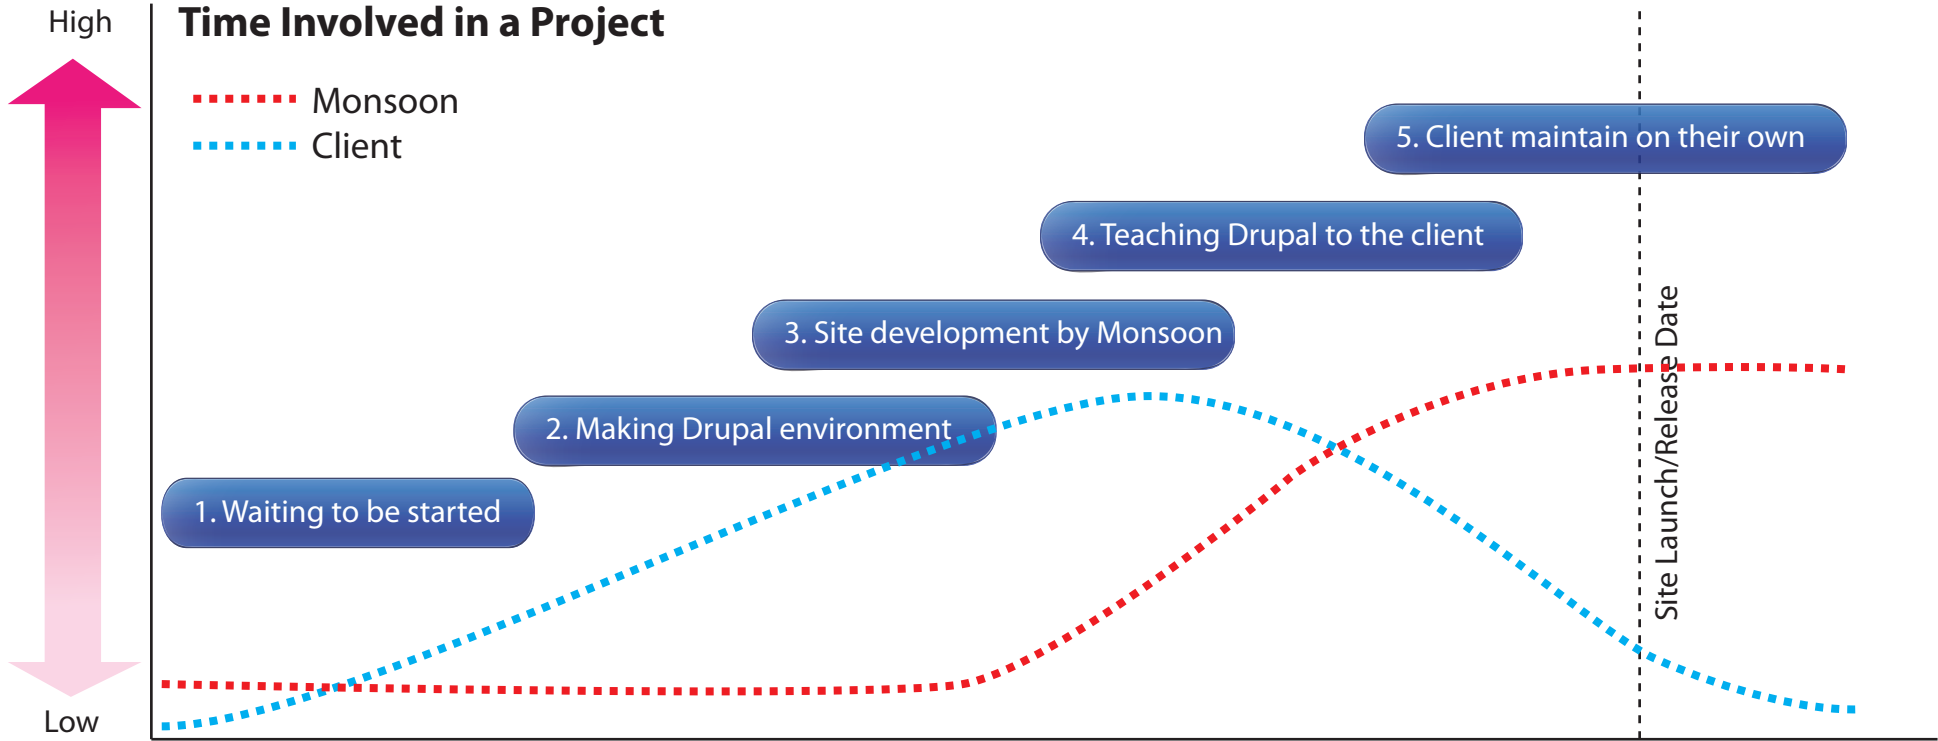 High
Time Involved in a Project
Monsoon
Client
5. Client maintain on their own
4. Teaching Drupal to the client
3. Site development by Monsoon
2. Making Drupal environment
1. Waiting to be started
Site Launch/Release Date
Low